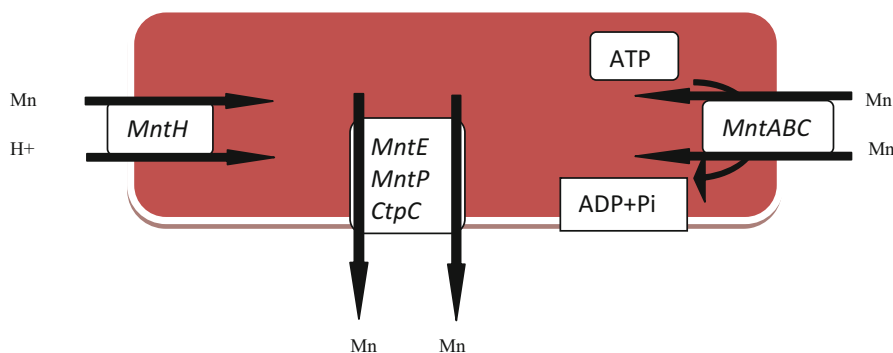 ATP
Mn
Mn
MntH
MntABC
H+
Mn
MntE
MntP
CtpC
ADP+Pi
Mn
Mn